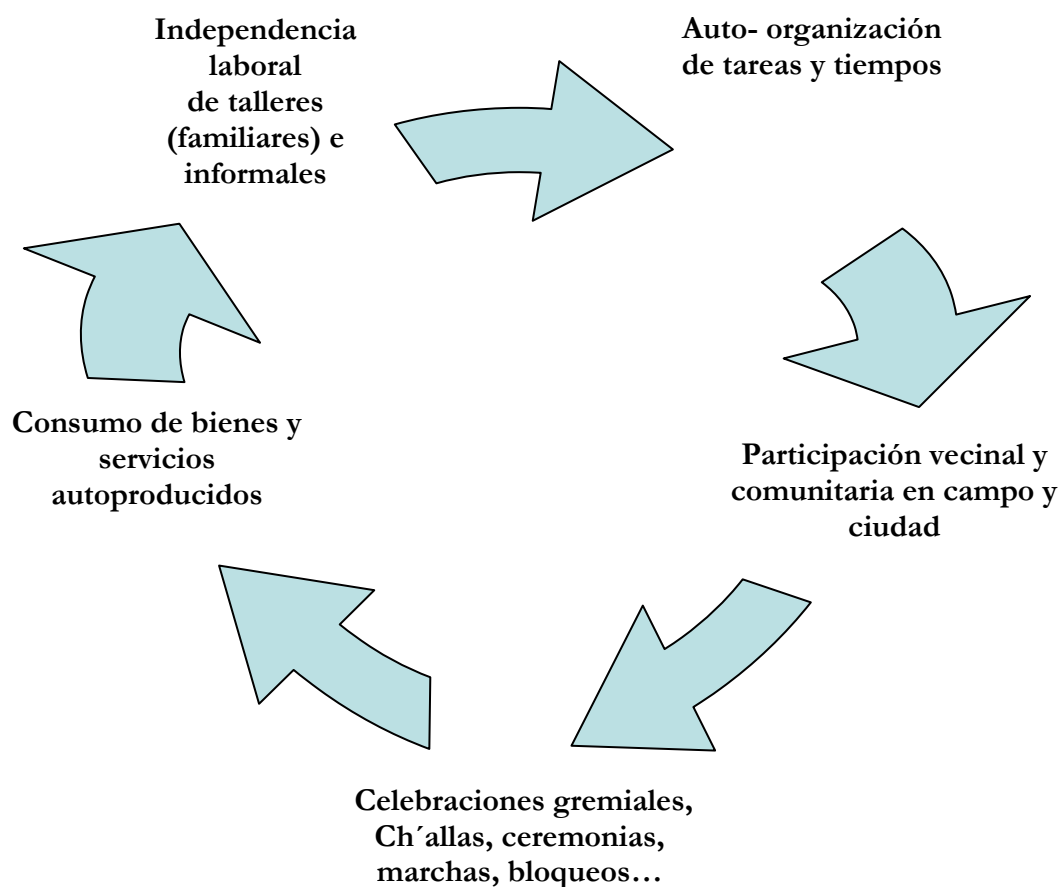 Independencia
laboral
de talleres
(familiares) e
informales
Auto- organización
de tareas y tiempos
Participación vecinal y
comunitaria en campo y
ciudad
Celebraciones gremiales,
Ch´allas, ceremonias,
marchas, bloqueos…
Consumo de bienes y
servicios
autoproducidos